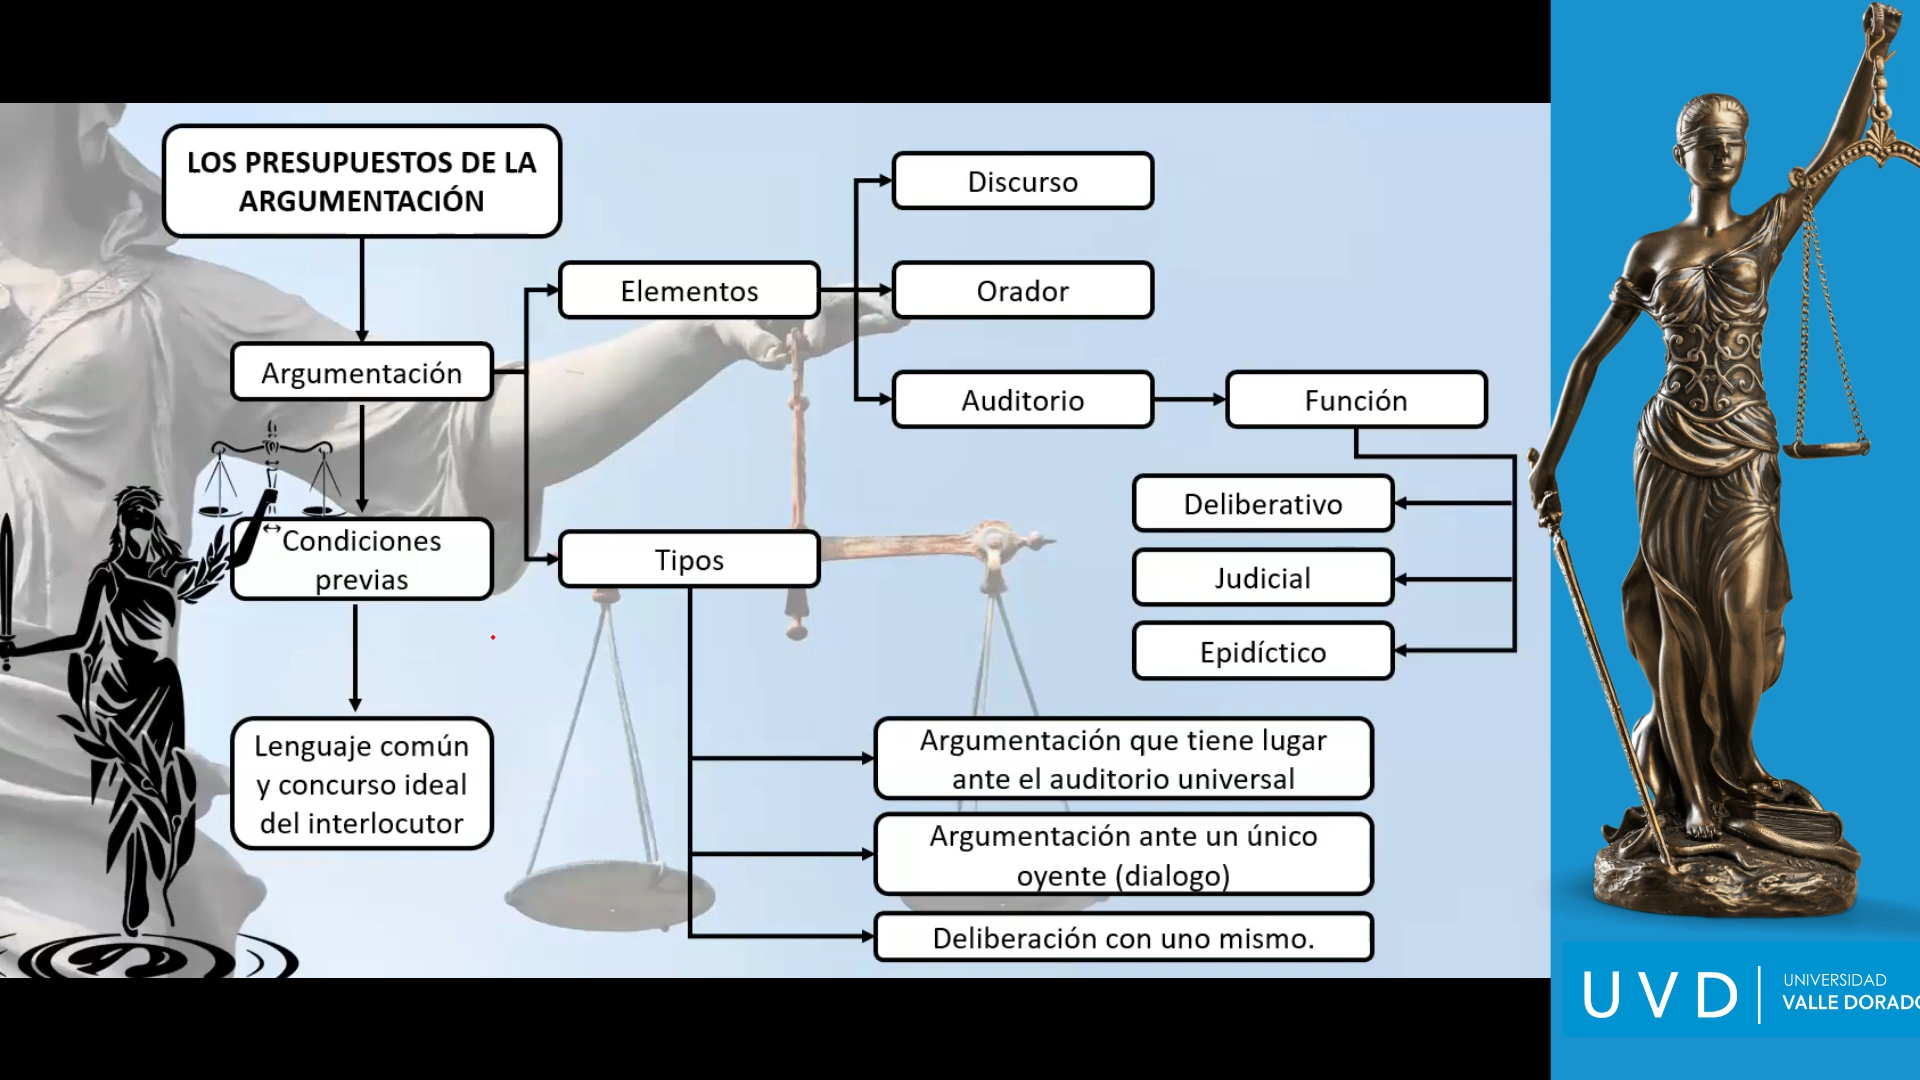 LOS PRESUPUESTOS DE LA
ARGUMENTACIÓN
Argumentación
Condiciones
previas
Lenguaje común
y concurso ideal
del interlocutor
Elementos
Discurso
Orador
Auditorio
Función
Deliberativo
Judicial
Epidíctico
Tipos
Argumentación que tiene lugar
ante el auditorio universal
Argumentación ante un único
oyente (dialogo)
Deliberación con uno mismo.
UVD
UNIVERSIDAD
VALLE DORADO